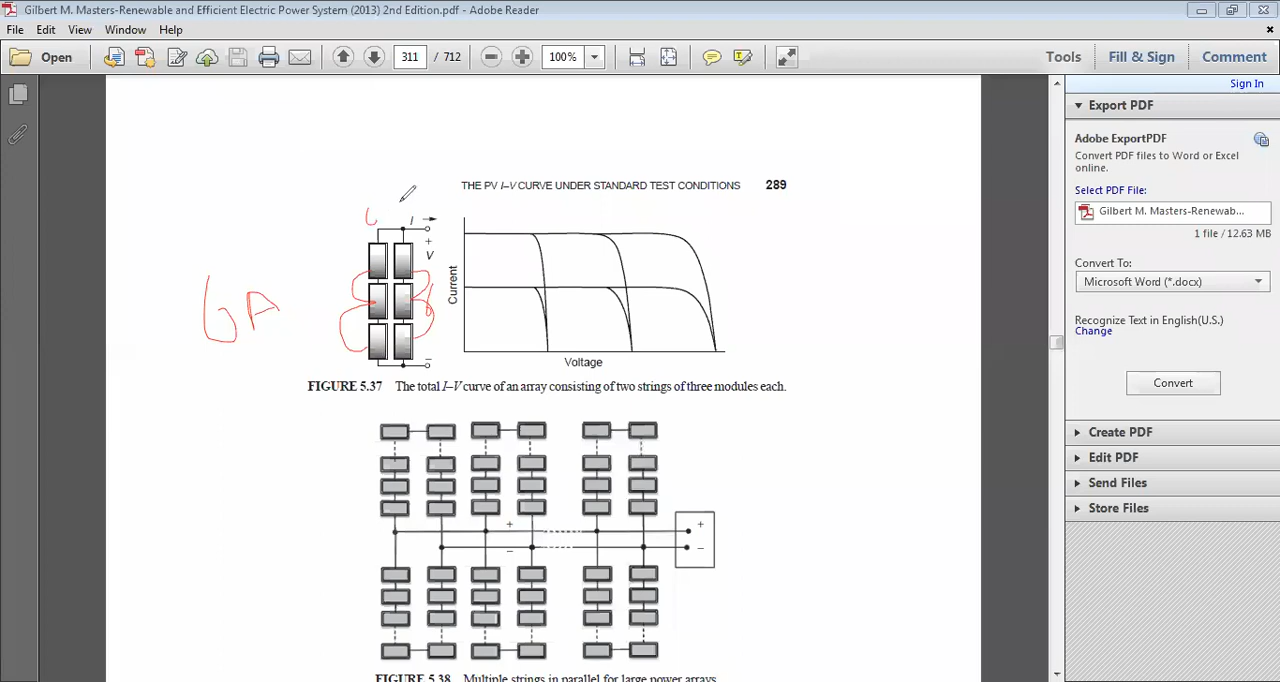 Gilbert M. Masters-Renewable and Efficient Electric Power System (2013) 2nd Edition.pdf - Adobe Reader
File Edit View Window Help
Open 311 / 712 100% Tools Fill & Sign Comment
Sign In
Export PDF
Adobe ExportPDF
Convert PDF files to Word or Excel online.
Select PDF File:
Gilbert M. Masters-Renewab...
1 file / 12.63 MB
Convert To:
Microsoft Word (*.docx)
Recognize Text in English(U.S.)
Change
Convert
Create PDF
Edit PDF
Send Files
Store Files
THE PV I–V CURVE UNDER STANDARD TEST CONDITIONS 289
I
+
V
–
6A
Current
Voltage
FIGURE 5.37 The total I–V curve of an array consisting of two strings of three modules each.
+ +
– –
FIGURE 5.38 Multiple strings in parallel for large power arrays